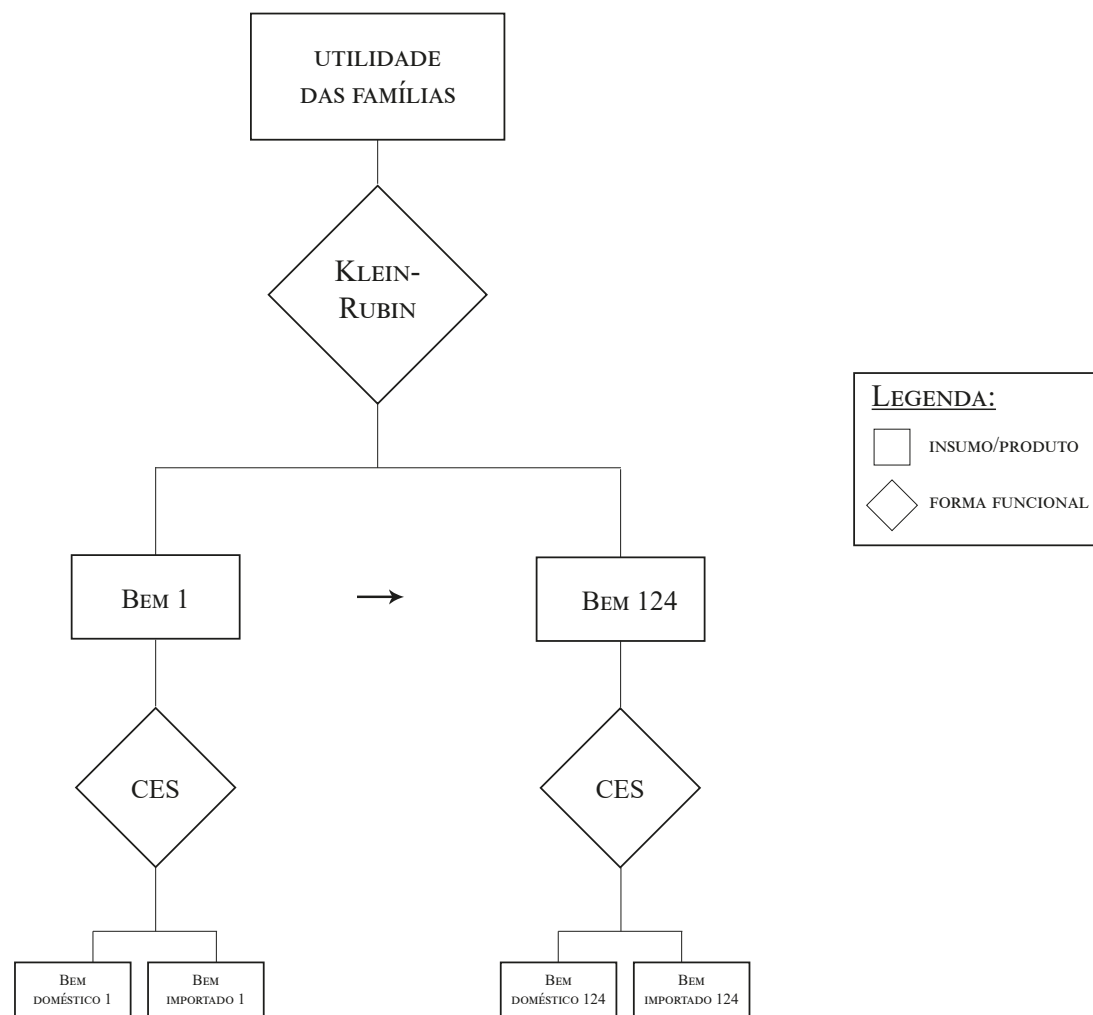 UTILIDADE
DAS FAMÍLIAS
KLEIN-
RUBIN
LEGENDA:
INSUMO/PRODUTO
FORMA FUNCIONAL
BEM 1
BEM 124
CES
CES
BEM
DOMÉSTICO 1
BEM
IMPORTADO 1
BEM
DOMÉSTICO 124
BEM
IMPORTADO 124